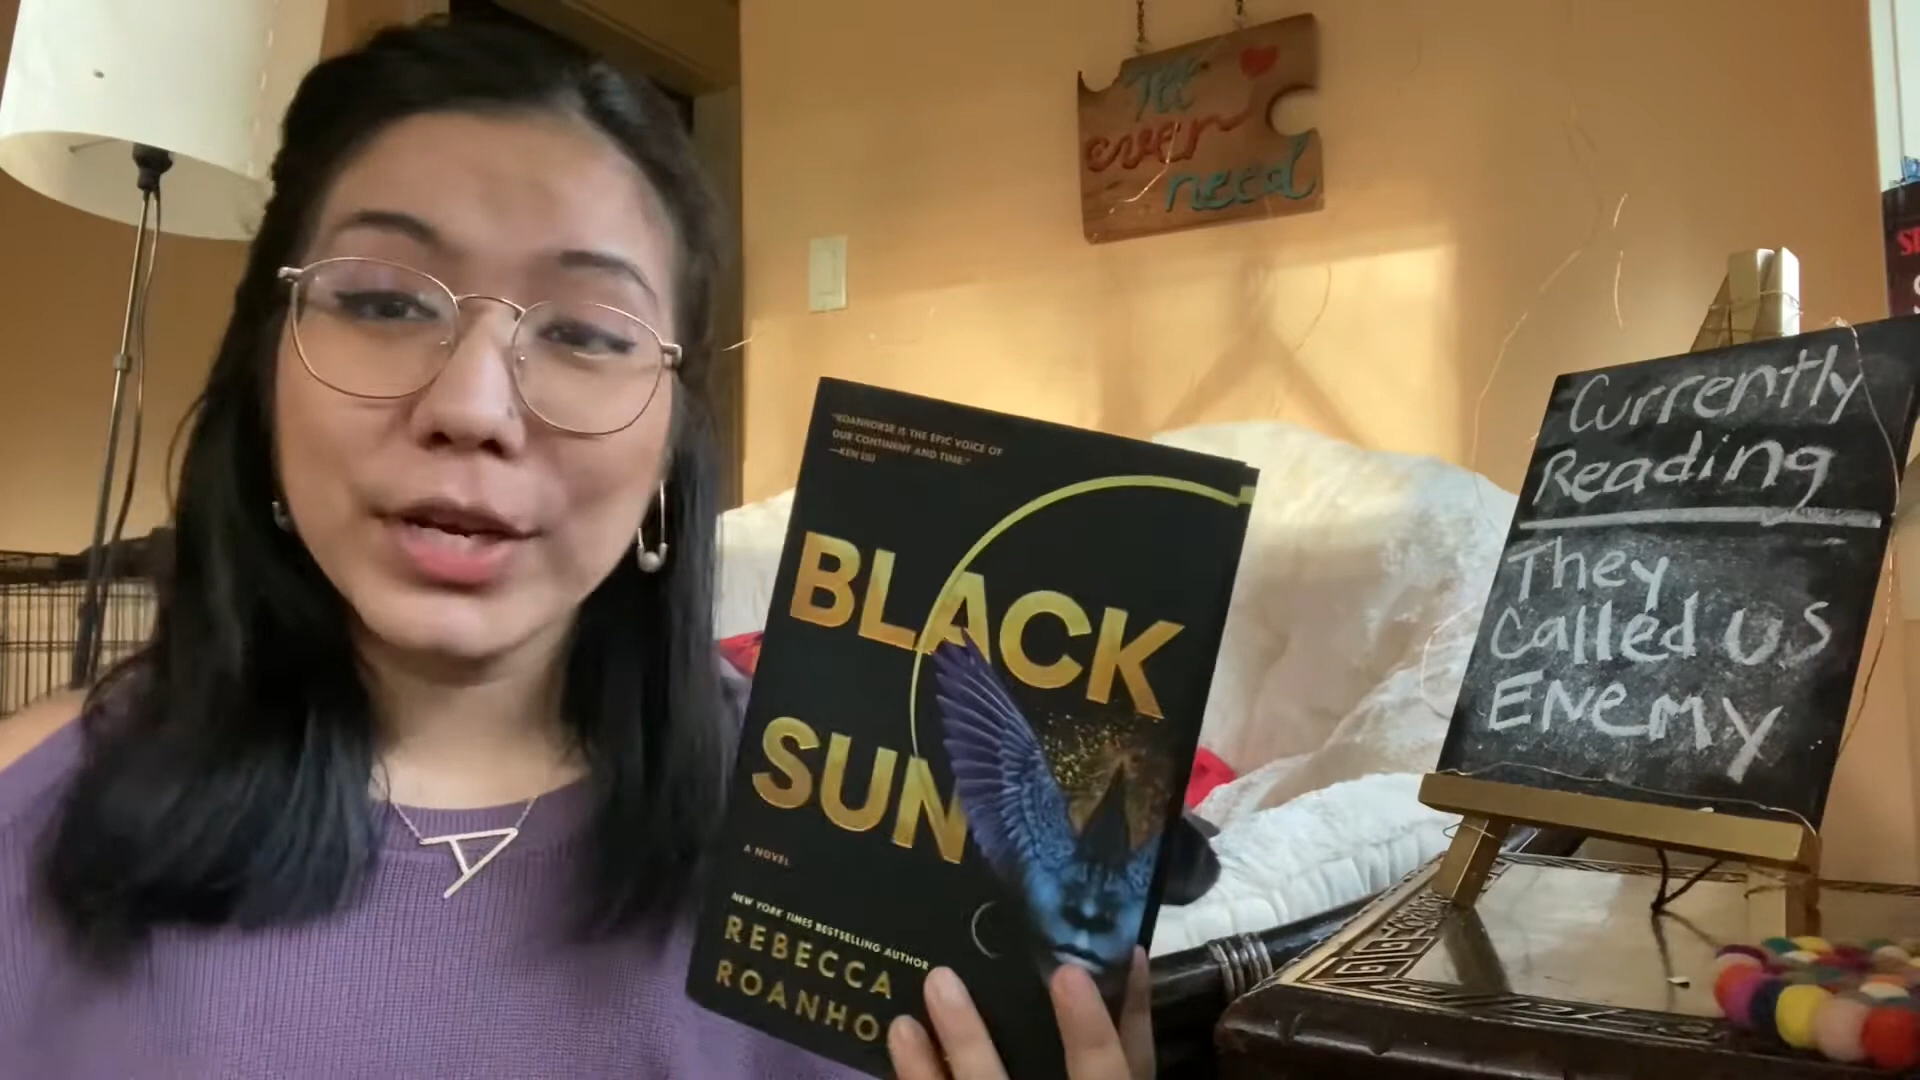 ever
need
"ROANHORSE IS THE EPIC VOICE OF
OUR CONTINENT AND TIME."
—KEN LIU
BLACK
SUN
A NOVEL
NEW YORK TIMES BESTSELLING AUTHOR
REBECCA
ROANHO
A
Currently
Reading
They
Called US
ENEMY